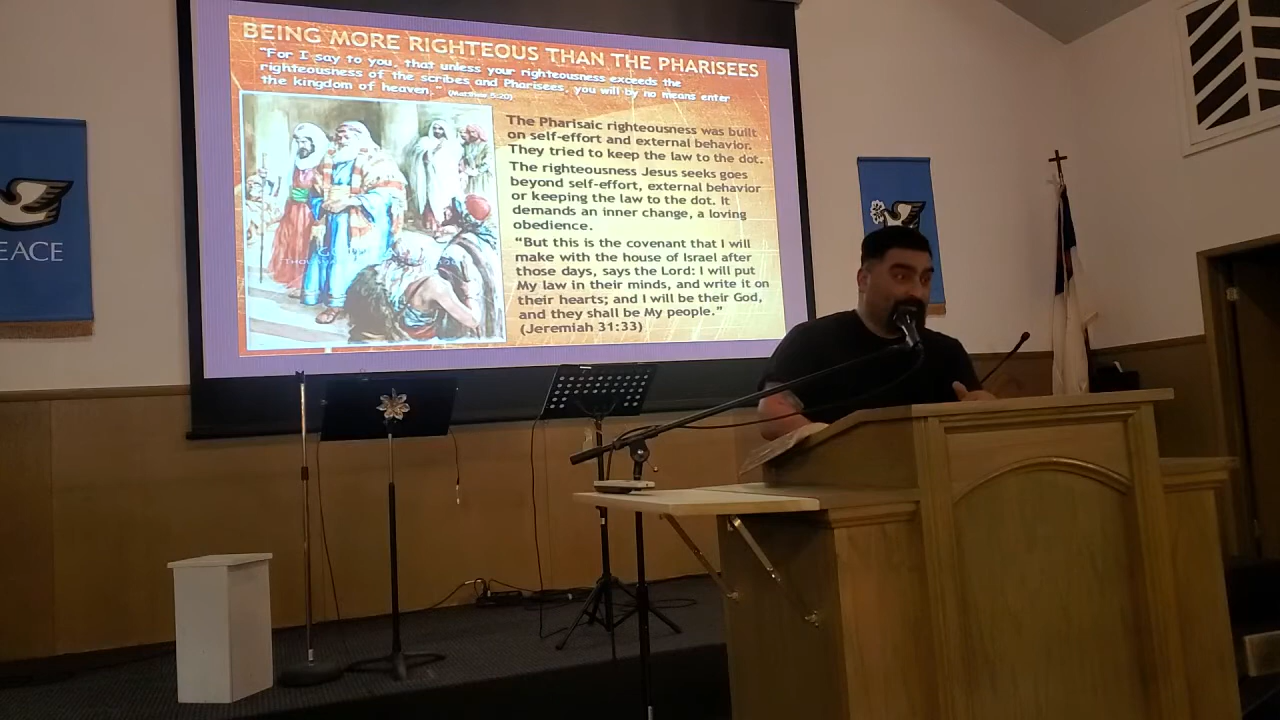 BEING MORE RIGHTEOUS THAN THE PHARISEES
"For I say to you, that unless your righteousness exceeds the
righteousness of the scribes and Pharisees, you will by no means enter
the kingdom of heaven." (Matthew 5:20)
The Pharisaic righteousness was built
on self-effort and external behavior.
They tried to keep the law to the dot.
The righteousness Jesus seeks goes
beyond self-effort, external behavior
or keeping the law to the dot. It
demands an inner change, a loving
obedience.
"But this is the covenant that I will
make with the house of Israel after
those days, says the Lord: I will put
My law in their minds, and write it on
their hearts; and I will be their God,
and they shall be My people."
(Jeremiah 31:33)
EACE